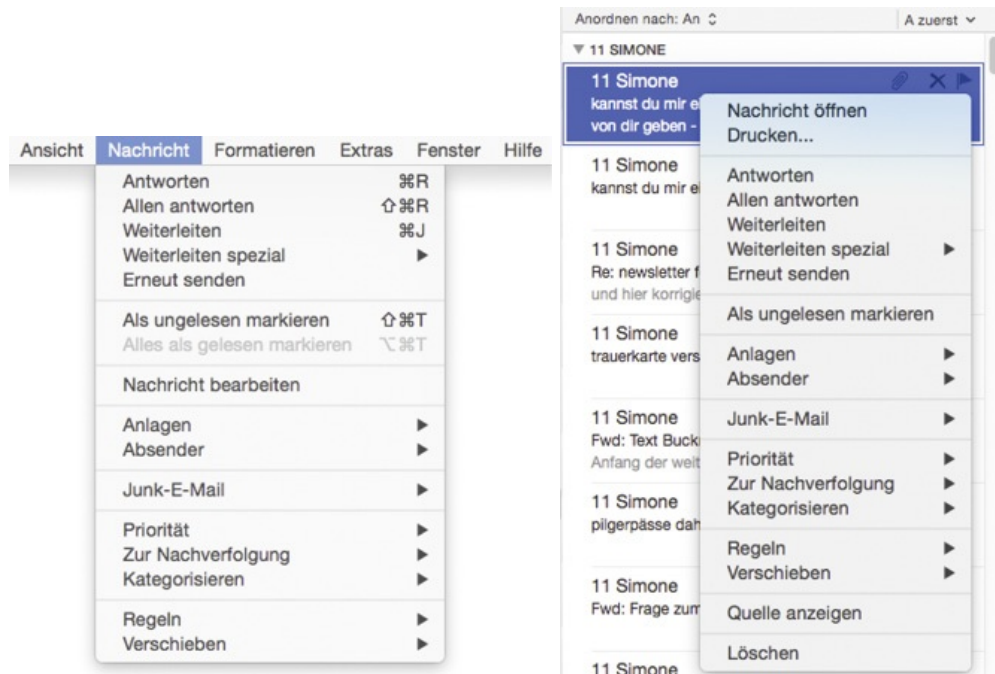 Ansicht Nachricht Formatieren Extras Fenster Hilfe
Antworten ⌘R
Allen antworten ⇧⌘R
Weiterleiten ⌘J
Weiterleiten spezial ▶
Erneut senden
Als ungelesen markieren ⇧⌘T
Alles als gelesen markieren ⌥⌘T
Nachricht bearbeiten
Anlagen ▶
Absender ▶
Junk-E-Mail ▶
Priorität ▶
Zur Nachverfolgung ▶
Kategorisieren ▶
Regeln ▶
Verschieben ▶
Anordnen nach: An A zuerst
▼ 11 SIMONE
11 Simone
kannst du mir
von dir geben -
11 Simone
kannst du mir
11 Simone
Re: newsletter
und hier
11 Simone
trauerkarte
11 Simone
Fwd: Text
Anfang der
11 Simone
pilgerpässe
11 Simone
Fwd: Frage zum
11 Simone
Nachricht öffnen
Drucken...
Antworten
Allen antworten
Weiterleiten
Weiterleiten spezial ▶
Erneut senden
Als ungelesen markieren
Anlagen ▶
Absender ▶
Junk-E-Mail ▶
Priorität ▶
Zur Nachverfolgung ▶
Kategorisieren ▶
Regeln ▶
Verschieben ▶
Quelle anzeigen
Löschen